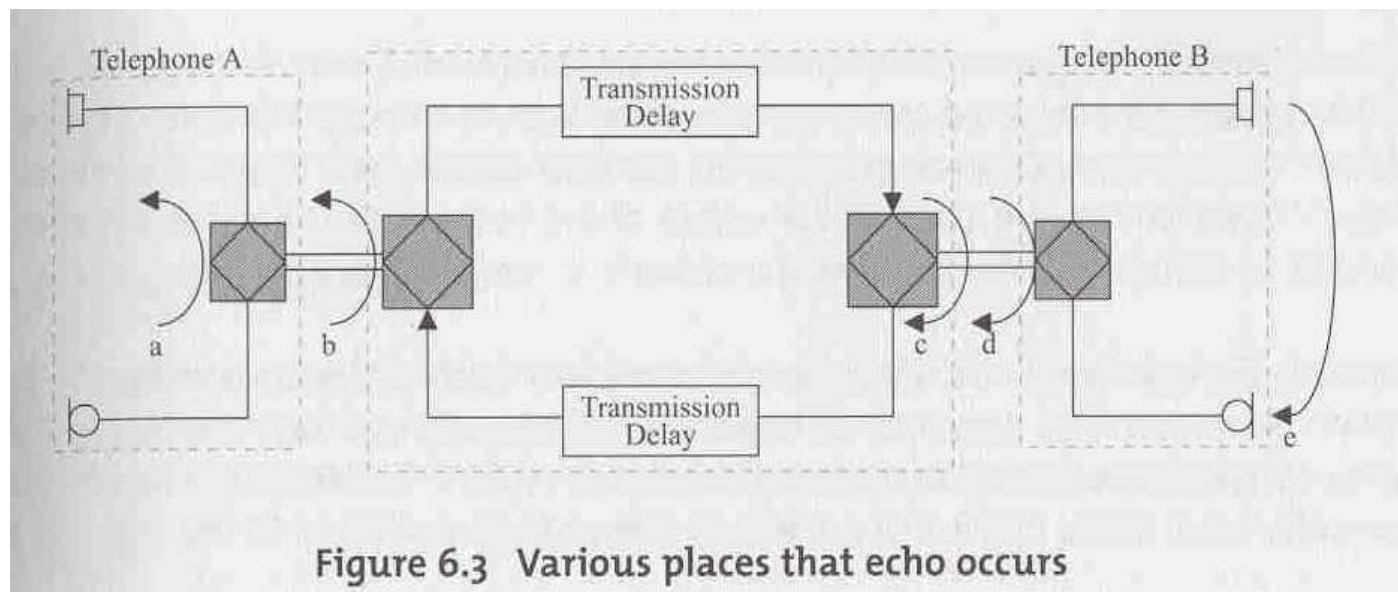 Telephone A
Telephone B
Transmission
Delay
a
b
c
d
e
Transmission
Delay
Figure 6.3 Various places that echo occurs